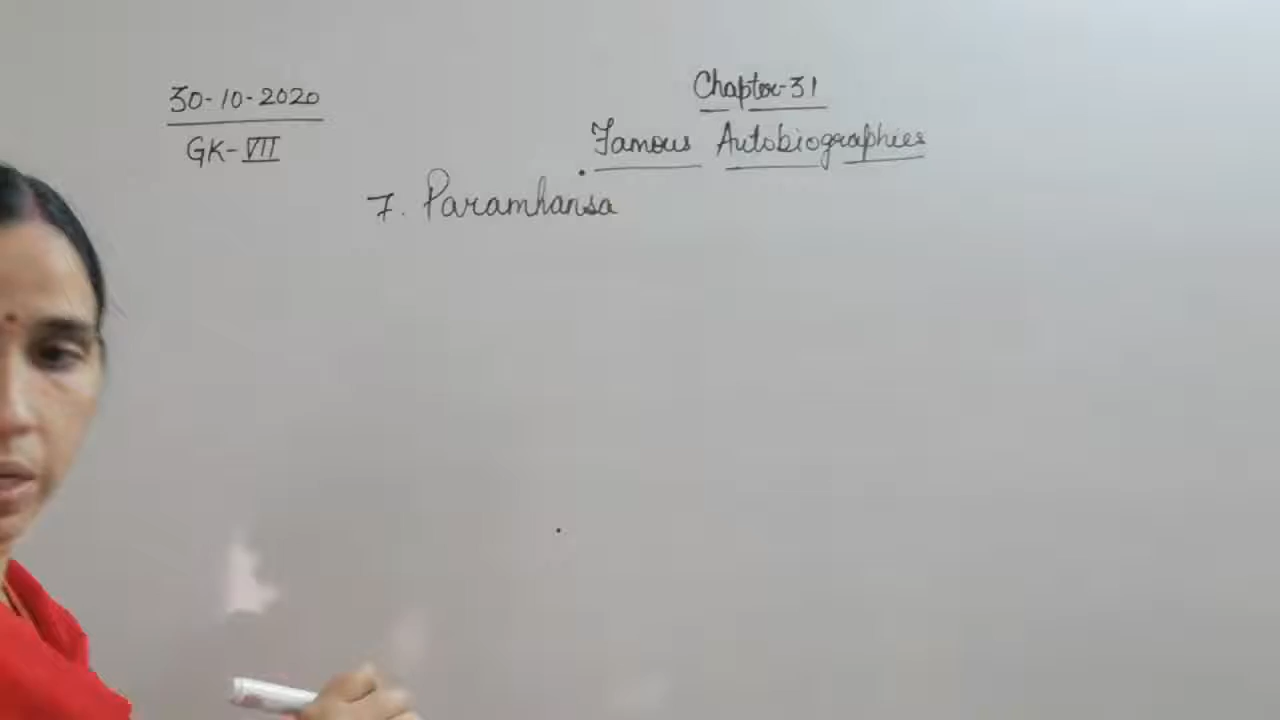 30-10-2020
GK-VII
Chapter-31
Famous Autobiographies
7. Paramhansa